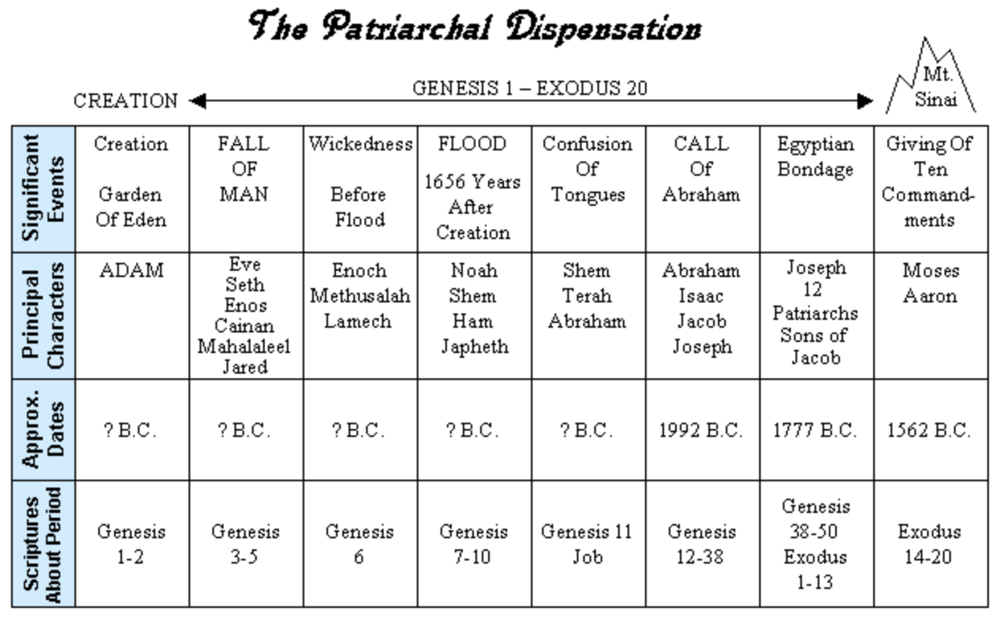 The Patriarchal Dispensation
GENESIS 1 – EXODUS 20
CREATION
Mt.
Sinai
Significant
Events
Creation
Garden
Of Eden
FALL
OF
MAN
Wickedness
Before
Flood
FLOOD
1656 Years
After
Creation
Confusion
Of
Tongues
CALL
Of
Abraham
Egyptian
Bondage
Giving Of
Ten
Command-
ments
Principal
Characters
ADAM
Eve
Seth
Enos
Cainan
Mahalaleel
Jared
Enoch
Methusalah
Lamech
Noah
Shem
Ham
Japheth
Shem
Terah
Abraham
Abraham
Isaac
Jacob
Joseph
Joseph
12
Patriarchs
Sons of
Jacob
Moses
Aaron
Approx.
Dates
? B.C.
? B.C.
? B.C.
? B.C.
? B.C.
1992 B.C.
1777 B.C.
1562 B.C.
Scriptures
About Period
Genesis
1-2
Genesis
3-5
Genesis
6
Genesis
7-10
Genesis 11
Job
Genesis
12-38
Genesis
38-50
Exodus
1-13
Exodus
14-20